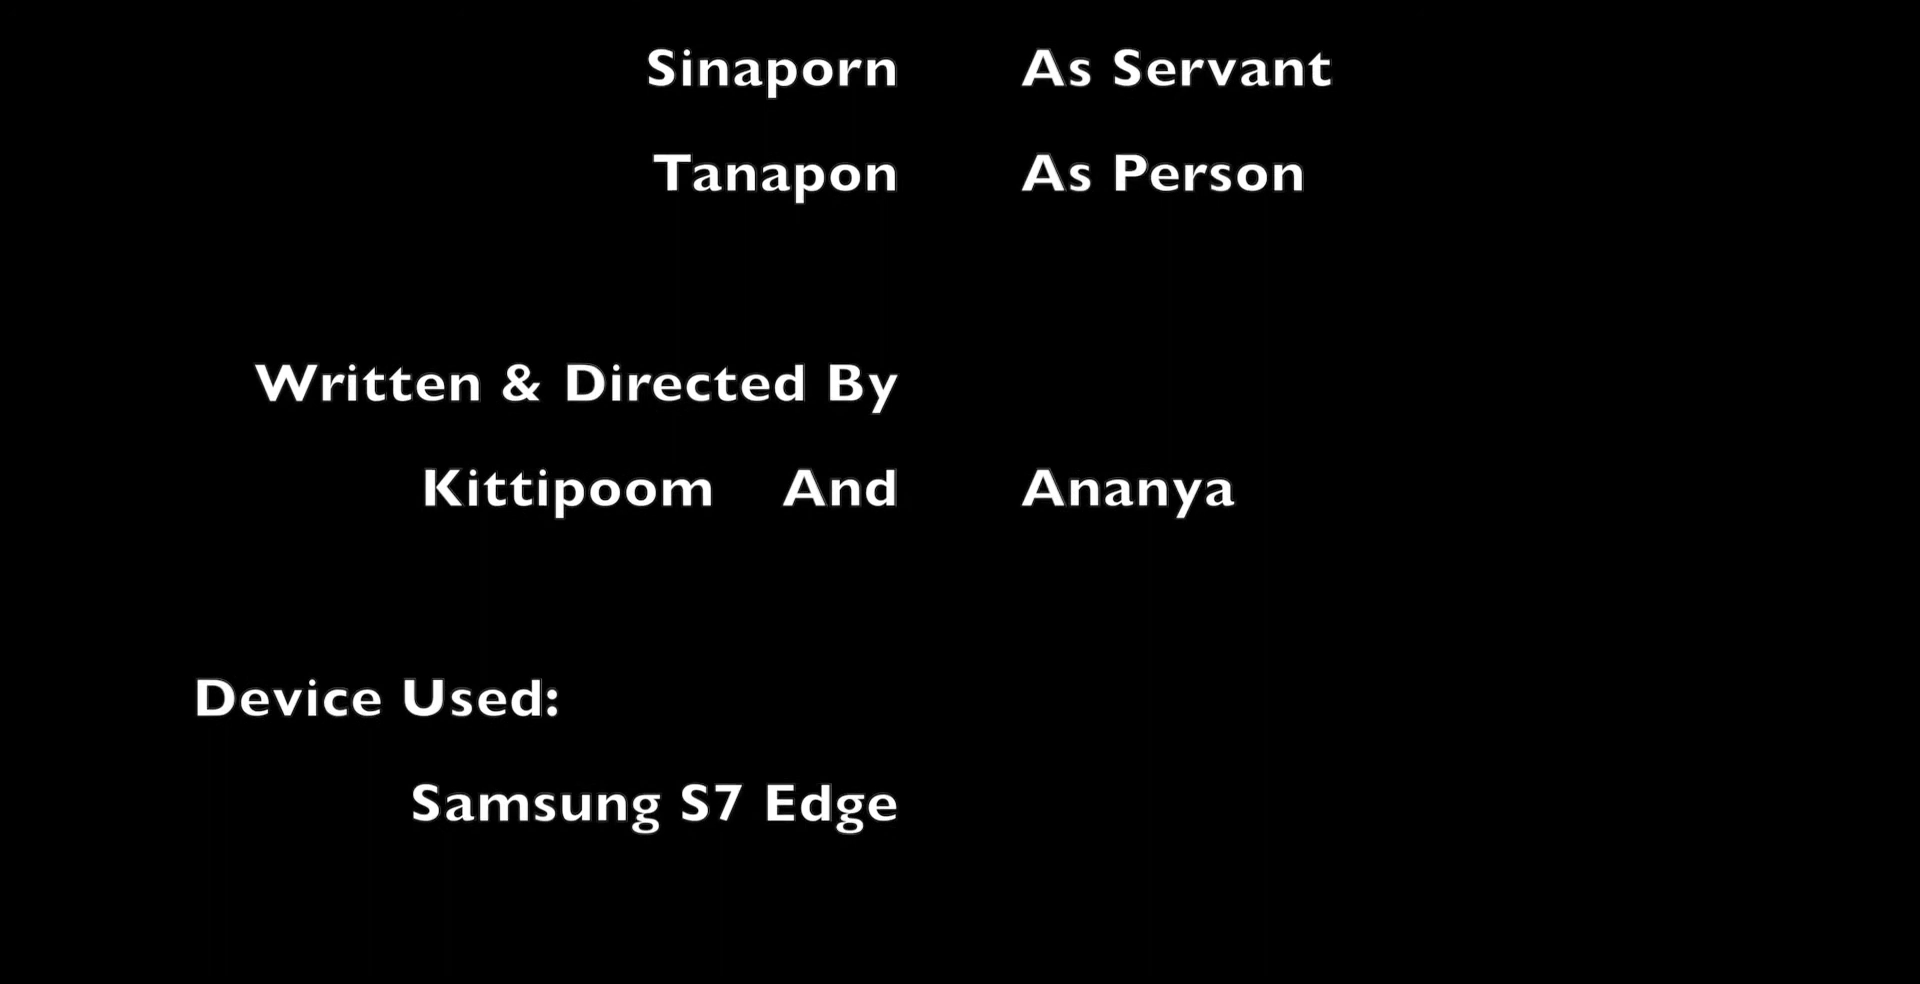 Sinaporn As Servant
Tanapon As Person
Written & Directed By
Kittipoom And Ananya
Device Used:
Samsung S7 Edge